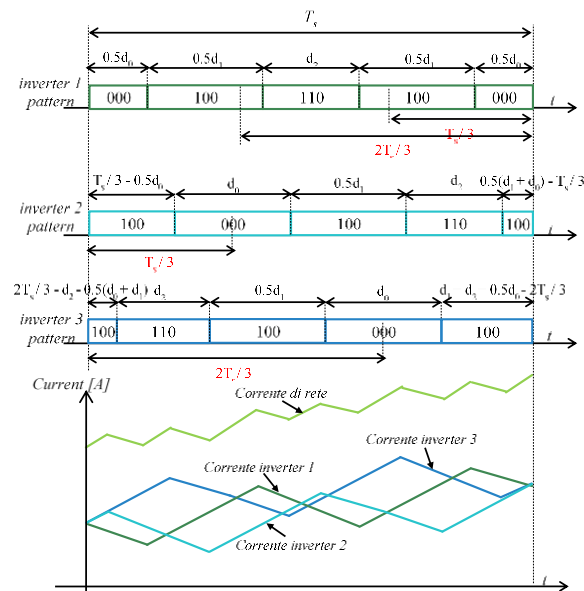 T_s
0.5d_0 0.5d_1 d_2 0.5d_1 0.5d_0
inverter 1 pattern
000 100 110 100 000 t
T_s/3
2T_s/3
T_s/3 - 0.5d_0 d_0 0.5d_1 d_2 0.5(d_1 + d_0) - T_s/3
inverter 2 pattern
100 000 100 110 100 t
T_s/3
2T_s/3 - d_2 - 0.5(d_0 + d_1) 0.5d_1 d_0 0.5d_0 - 2T_s/3
inverter 3 pattern
100 110 100 000 100 t
2T_s/3
Current [A]
Corrente di rete
Corrente inverter 3
Corrente inverter 1
Corrente inverter 2
t